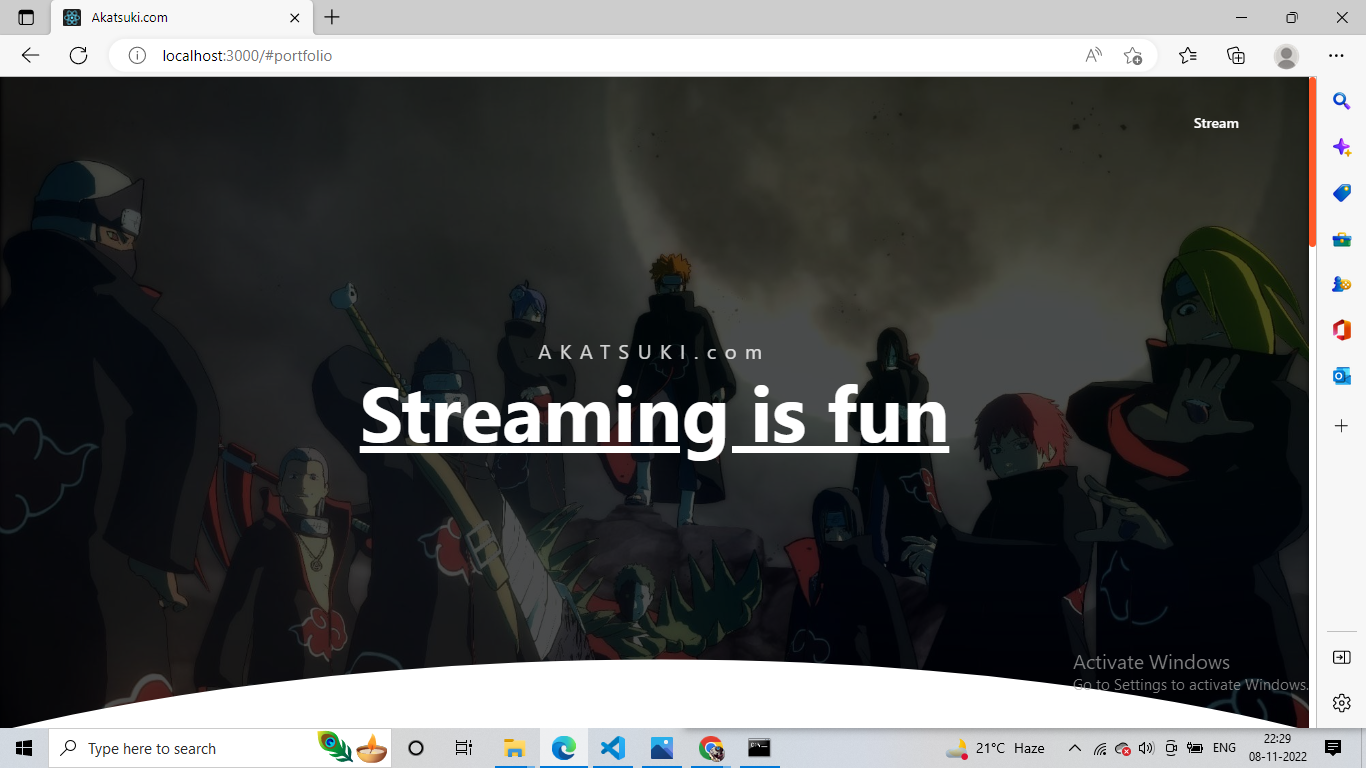 Akatsuki.com
localhost:3000/#portfolio
Stream
AKATSUKI.com
Streaming is fun
Activate Windows
Go to Settings to activate Windows.
Type here to search
21°C Haze
ENG
22:29
08-11-2022